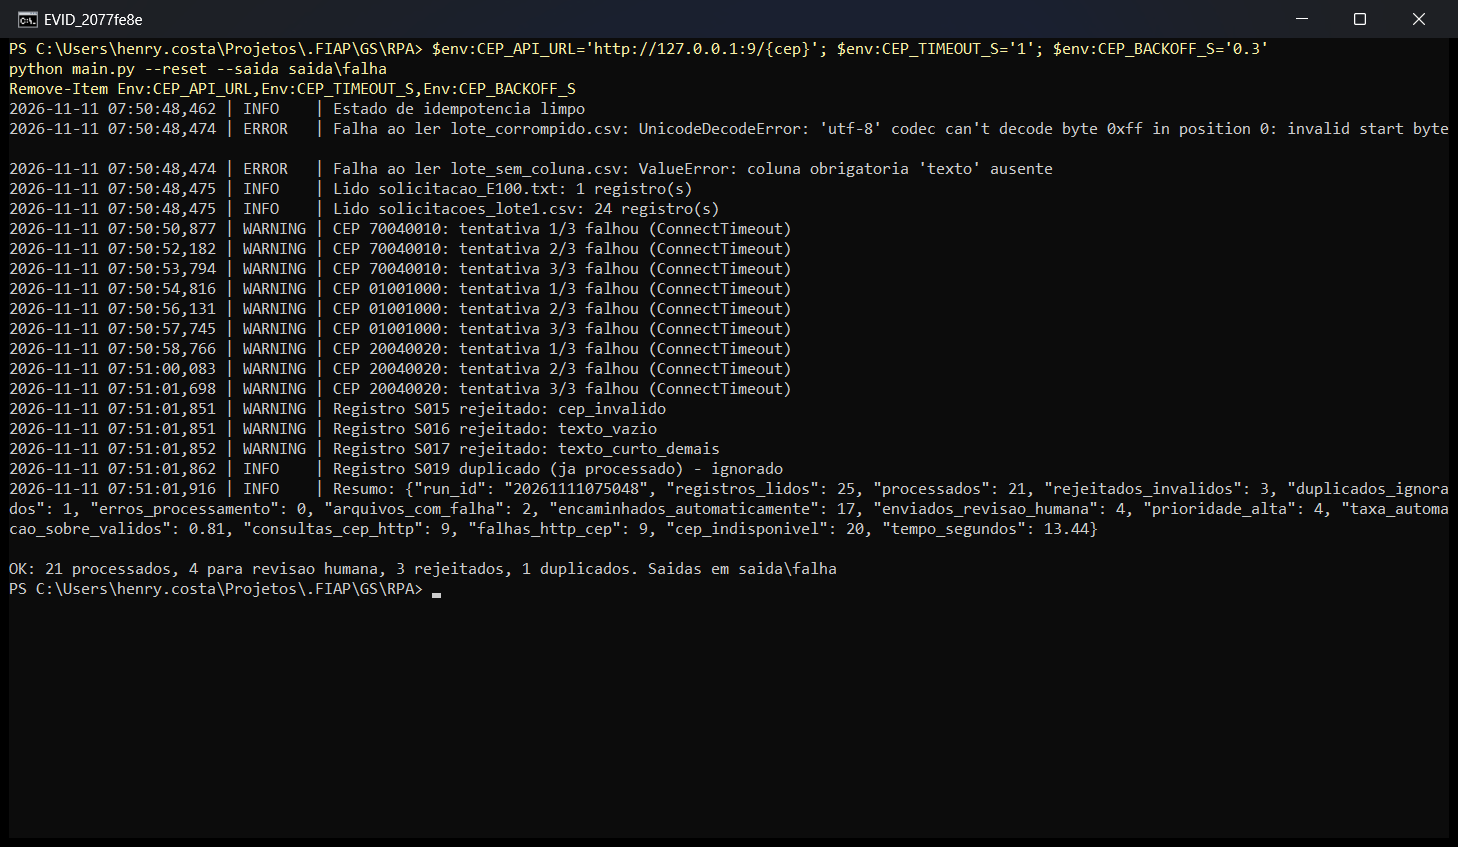 EVID_2077fe8e
PS C:\Users\henry.costa\Projetos\.FIAP\GS\RPA> $env:CEP_API_URL='http://127.0.0.1:9/{cep}'; $env:CEP_TIMEOUT_S='1'; $env:CEP_BACKOFF_S='0.3'
python main.py --reset --saida saida\falha
Remove-Item Env:CEP_API_URL,Env:CEP_TIMEOUT_S,Env:CEP_BACKOFF_S
2026-11-11 07:50:48,462 | INFO    | Estado de idempotencia limpo
2026-11-11 07:50:48,474 | ERROR   | Falha ao ler lote_corrompido.csv: UnicodeDecodeError: 'utf-8' codec can't decode byte 0xff in position 0: invalid start byte
2026-11-11 07:50:48,474 | ERROR   | Falha ao ler lote_sem_coluna.csv: ValueError: coluna obrigatoria 'texto' ausente
2026-11-11 07:50:48,475 | INFO    | Lido solicitacao_E100.txt: 1 registro(s)
2026-11-11 07:50:48,475 | INFO    | Lido solicitacoes_lote1.csv: 24 registro(s)
2026-11-11 07:50:50,877 | WARNING | CEP 70040010: tentativa 1/3 falhou (ConnectTimeout)
2026-11-11 07:50:52,182 | WARNING | CEP 70040010: tentativa 2/3 falhou (ConnectTimeout)
2026-11-11 07:50:53,794 | WARNING | CEP 70040010: tentativa 3/3 falhou (ConnectTimeout)
2026-11-11 07:50:54,816 | WARNING | CEP 01001000: tentativa 1/3 falhou (ConnectTimeout)
2026-11-11 07:50:56,131 | WARNING | CEP 01001000: tentativa 2/3 falhou (ConnectTimeout)
2026-11-11 07:50:57,745 | WARNING | CEP 01001000: tentativa 3/3 falhou (ConnectTimeout)
2026-11-11 07:50:58,766 | WARNING | CEP 20040020: tentativa 1/3 falhou (ConnectTimeout)
2026-11-11 07:51:00,083 | WARNING | CEP 20040020: tentativa 2/3 falhou (ConnectTimeout)
2026-11-11 07:51:01,698 | WARNING | CEP 20040020: tentativa 3/3 falhou (ConnectTimeout)
2026-11-11 07:51:01,851 | WARNING | Registro S015 rejeitado: cep_invalido
2026-11-11 07:51:01,851 | WARNING | Registro S016 rejeitado: texto_vazio
2026-11-11 07:51:01,852 | WARNING | Registro S017 rejeitado: texto_curto_demais
2026-11-11 07:51:01,862 | INFO    | Registro S019 duplicado (ja processado) - ignorado
2026-11-11 07:51:01,916 | INFO    | Resumo: {"run_id": "20261111075048", "registros_lidos": 25, "processados": 21, "rejeitados_invalidos": 3, "duplicados_ignora
dos": 1, "erros_processamento": 0, "arquivos_com_falha": 2, "encaminhados_automaticamente": 17, "enviados_revisao_humana": 4, "prioridade_alta": 4, "taxa_automa
cao_sobre_validos": 0.81, "consultas_cep_http": 9, "falhas_http_cep": 9, "cep_indisponivel": 20, "tempo_segundos": 13.44}
OK: 21 processados, 4 para revisao humana, 3 rejeitados, 1 duplicados. Saidas em saida\falha
PS C:\Users\henry.costa\Projetos\.FIAP\GS\RPA>